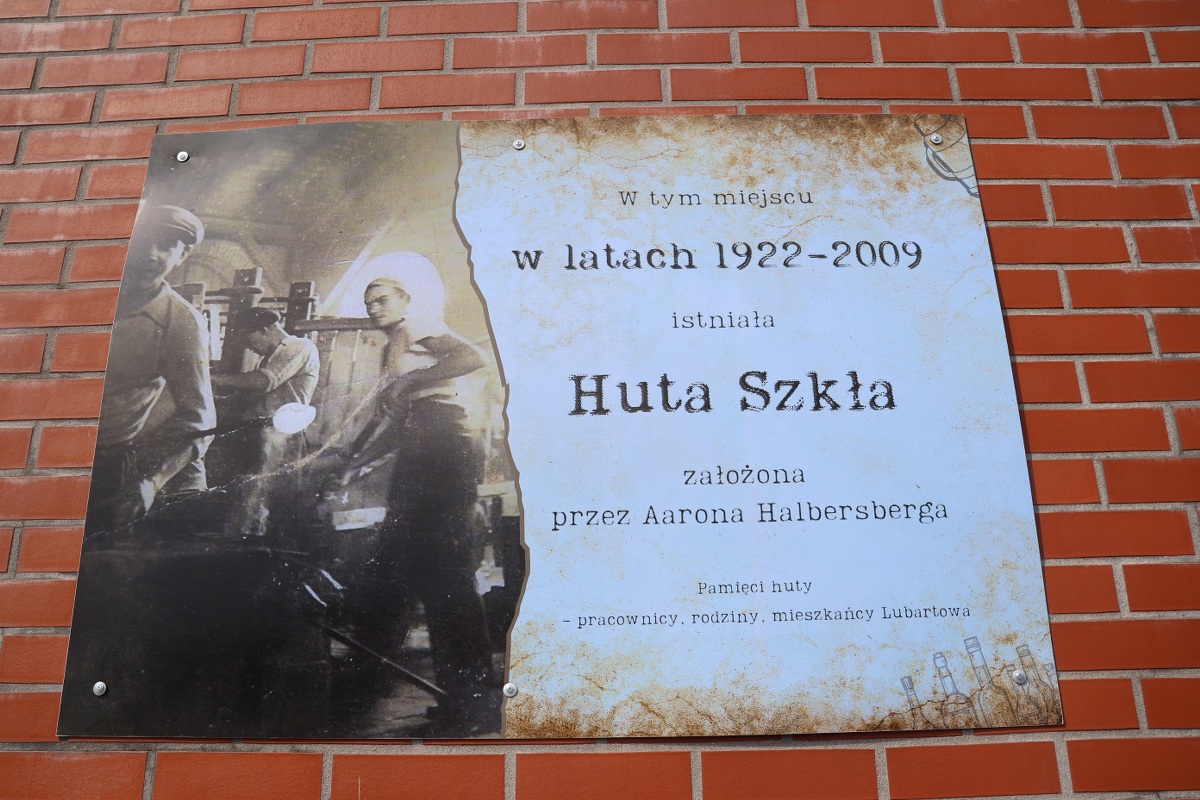 W tym miejscu
w latach 1922-2009
istniała
Huta Szkła
założona
przez Aarona Halbersberga
Pamięci huty
- pracownicy, rodziny, mieszkańcy Lubartowa